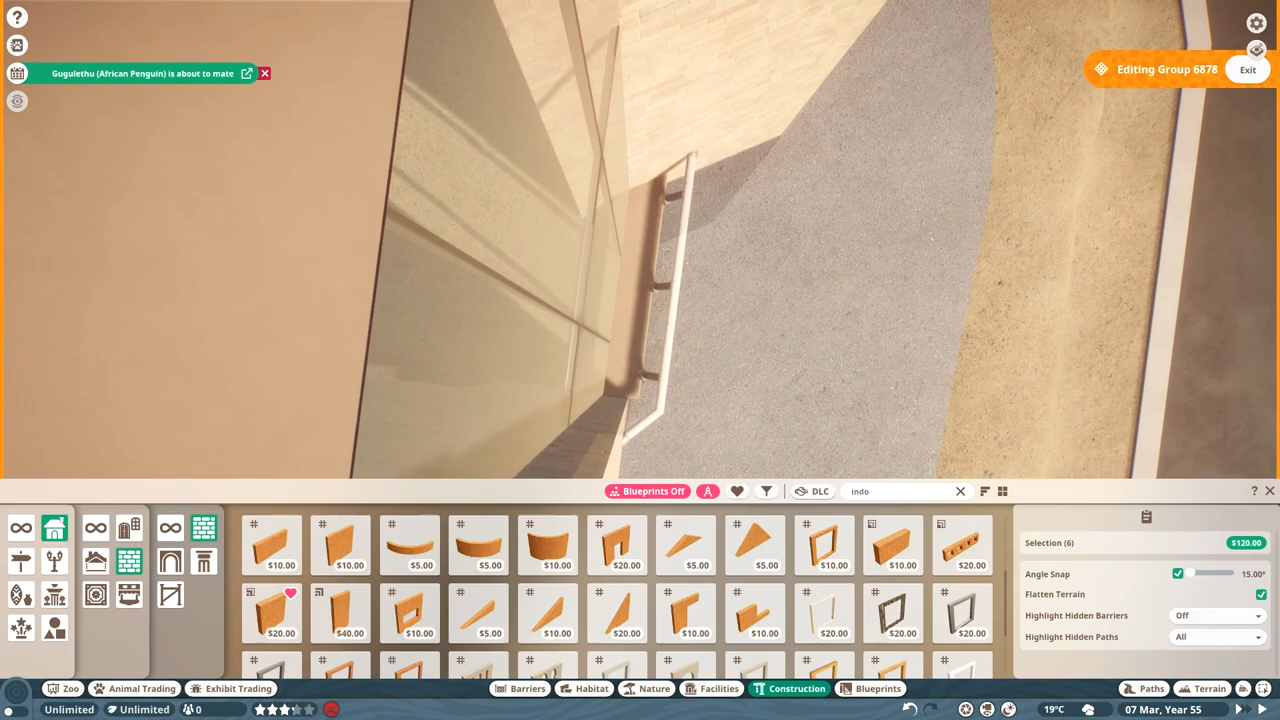 ?
Gugulethu (African Penguin) is about to mate
Editing Group 6878
Exit
Blueprints Off
DLC
indo
?
$10.00 $10.00 $5.00 $5.00 $10.00 $20.00 $5.00 $5.00 $10.00 $10.00 $10.00
$20.00 $40.00 $10.00 $5.00 $10.00 $20.00 $10.00 $10.00 $20.00 $20.00 $20.00
Selection (6)
$120.00
Angle Snap
15.00°
Flatten Terrain
Highlight Hidden Barriers
Off
Highlight Hidden Paths
All
Zoo
Animal Trading
Exhibit Trading
Barriers
Habitat
Nature
Facilities
Construction
Blueprints
Paths
Terrain
Unlimited
Unlimited
0
19°C
07 Mar, Year 55